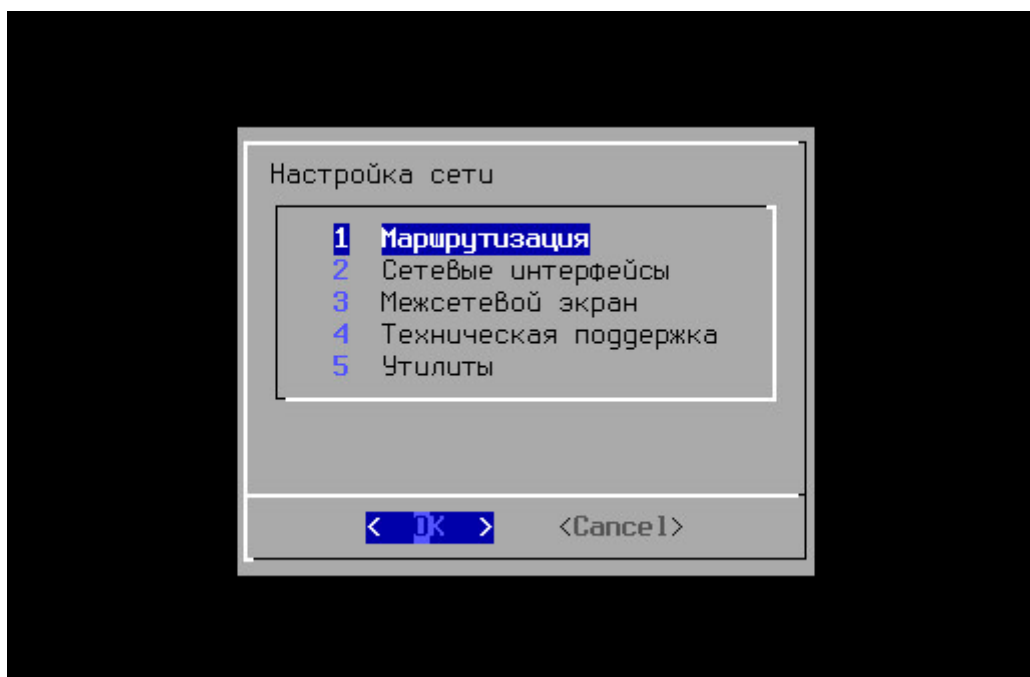 Настройка сети
1 Маршрутизация
2 Сетевые интерфейсы
3 Межсетевой экран
4 Техническая поддержка
5 Утилиты
< OK > <Cancel>